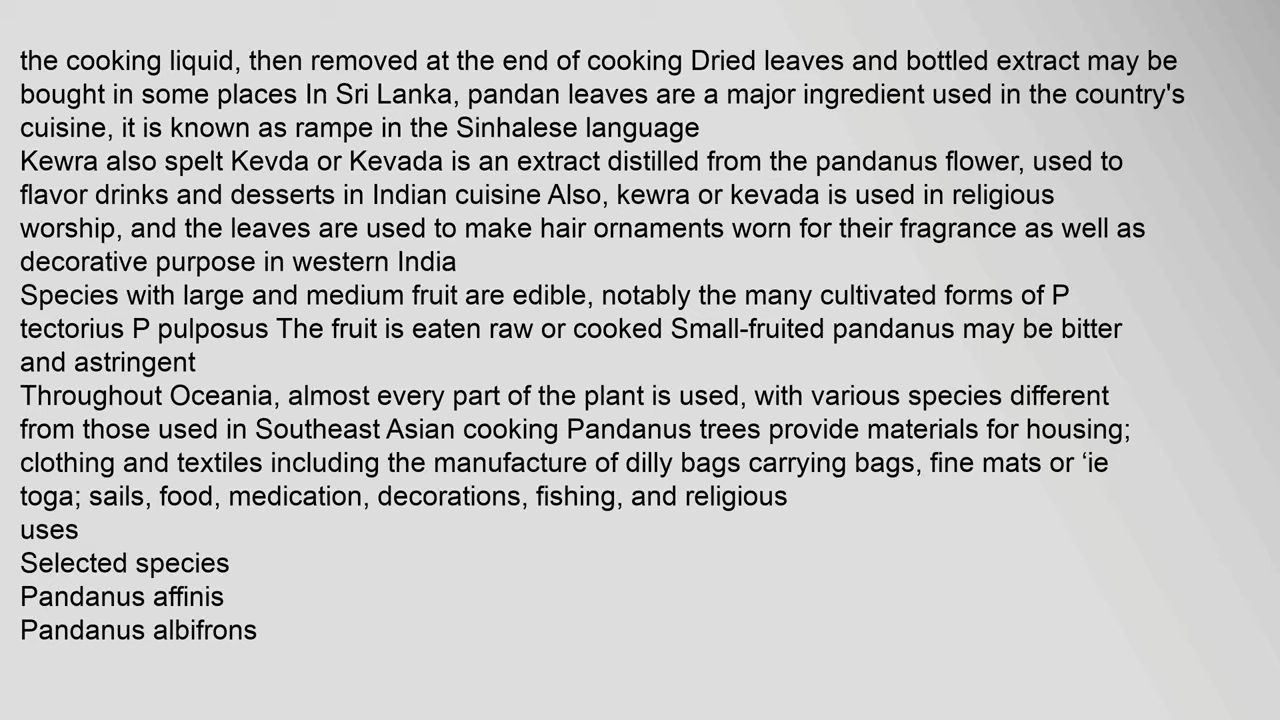 the cooking liquid, then removed at the end of cooking Dried leaves and bottled extract may be
bought in some places In Sri Lanka, pandan leaves are a major ingredient used in the country's
cuisine, it is known as rampe in the Sinhalese language
Kewra also spelt Kevda or Kevada is an extract distilled from the pandanus flower, used to
flavor drinks and desserts in Indian cuisine Also, kewra or kevada is used in religious
worship, and the leaves are used to make hair ornaments worn for their fragrance as well as
decorative purpose in western India
Species with large and medium fruit are edible, notably the many cultivated forms of P
tectorius P pulposus The fruit is eaten raw or cooked Small-fruited pandanus may be bitter
and astringent
Throughout Oceania, almost every part of the plant is used, with various species different
from those used in Southeast Asian cooking Pandanus trees provide materials for housing;
clothing and textiles including the manufacture of dilly bags carrying bags, fine mats or ‘ie
toga; sails, food, medication, decorations, fishing, and religious
uses
Selected species
Pandanus affinis
Pandanus albifrons